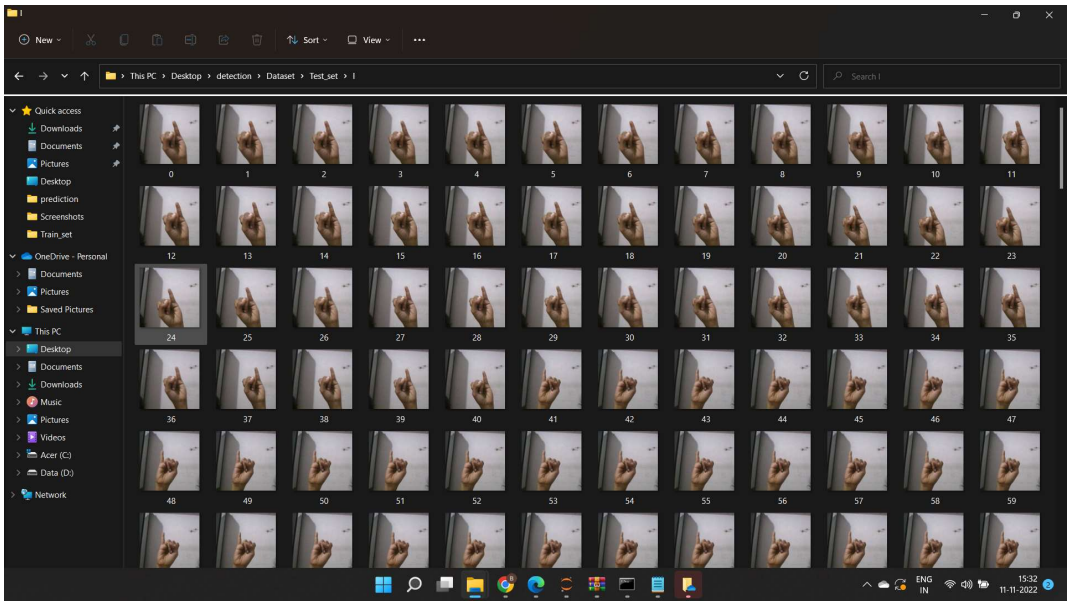 I
New
Sort
View
This PC > Desktop > detection > Dataset > Test_set > I
Search I
Quick access
Downloads
Documents
Pictures
Desktop
prediction
Screenshots
Train_set
OneDrive - Personal
Documents
Pictures
Saved Pictures
This PC
Desktop
Documents
Downloads
Music
Pictures
Videos
Acer (C:)
Data (D:)
Network
0 1 2 3 4 5 6 7 8 9 10 11
12 13 14 15 16 17 18 19 20 21 22 23
24 25 26 27 28 29 30 31 32 33 34 35
36 37 38 39 40 41 42 43 44 45 46 47
48 49 50 51 52 53 54 55 56 57 58 59
ENG
IN
15:32
11-11-2022
2